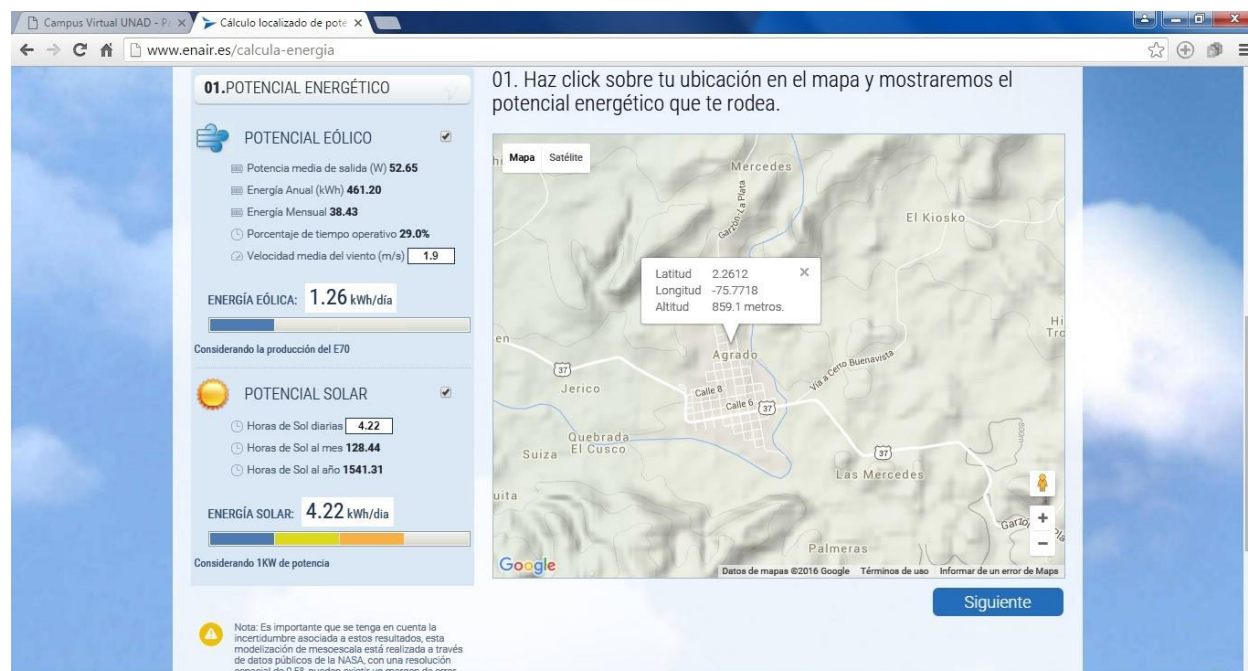 Campus Virtual UNAD - Pa
Cálculo localizado de pote
www.enair.es/calcula-energia
01.POTENCIAL ENERGÉTICO
POTENCIAL EÓLICO
Potencia media de salida (W) 52.65
Energía Anual (kWh) 461.20
Energía Mensual 38.43
Porcentaje de tiempo operativo 29.0%
Velocidad media del viento (m/s) 1.9
ENERGÍA EÓLICA: 1.26 kWh/día
Considerando la producción del E70
POTENCIAL SOLAR
Horas de Sol diarias 4.22
Horas de Sol al mes 128.44
Horas de Sol al año 1541.31
ENERGÍA SOLAR: 4.22 kWh/dia
Considerando 1KW de potencia
Nota: Es importante que se tenga en cuenta la
incertidumbre asociada a estos resultados, esta
modelización de mesoescala está realizada a través
de datos públicos de la NASA, con una resolución
01. Haz click sobre tu ubicación en el mapa y mostraremos el
potencial energético que te rodea.
Mapa Satélite
Mercedes
Garzón-La Plata
El Kiosko
Latitud 2.2612
Longitud -75.7718
Altitud 859.1 metros.
Agrado
Vía a Cerro Buenavista
37
Jerico
Calle 8
Calle 6
37
Quebrada
El Cusco
Suiza
37
Las Mercedes
800m
Palmeras
Google
Datos de mapas ©2016 Google Términos de uso Informar de un error de Maps
Siguiente